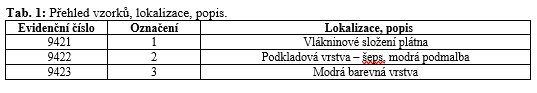 Tab. 1: Přehled vzorků, lokalizace, popis.
Evidenční číslo Označení Lokalizace, popis
9421 1 Vlákninové složení plátna
9422 2 Podkladová vrstva – šeps, modrá podmalba
9423 3 Modrá barevná vrstva